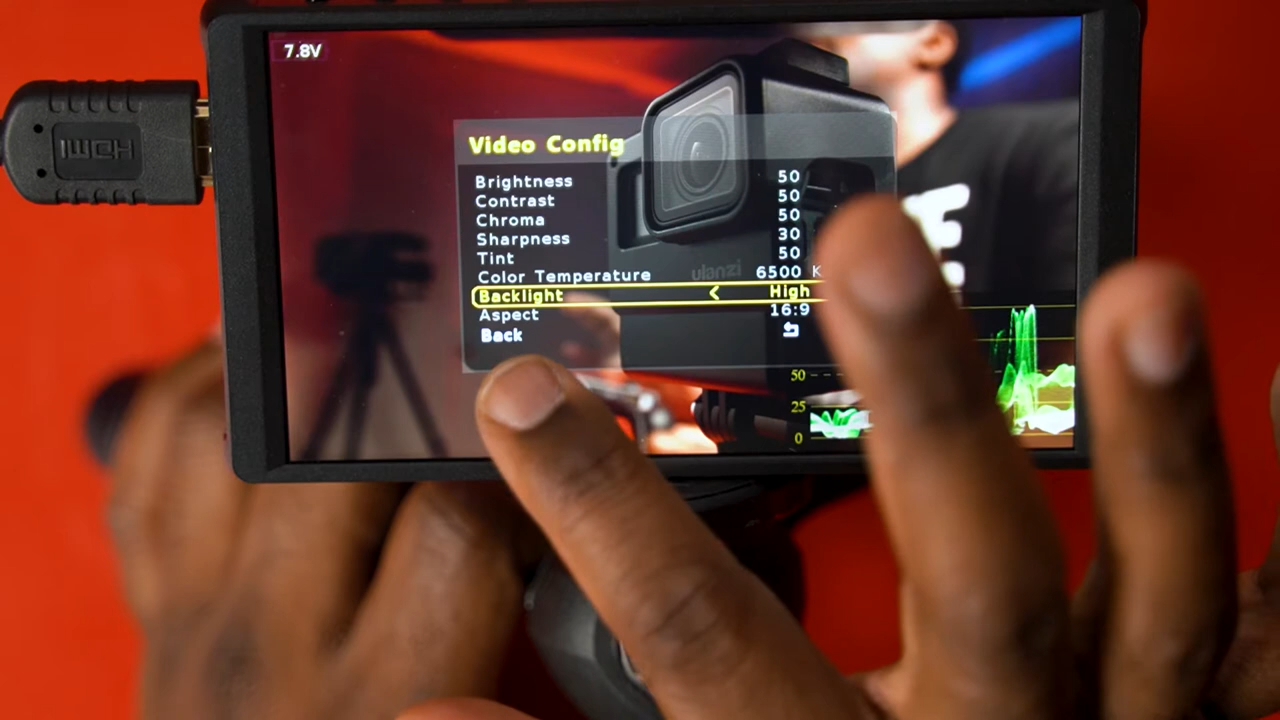 7.8V
HDMI
Video Config
Brightness 50
Contrast 50
Chroma 50
Sharpness 30
Tint 50
Color Temperature 6500 K
Backlight < High
Aspect 16:9
Back
ulanzi
50
25
0